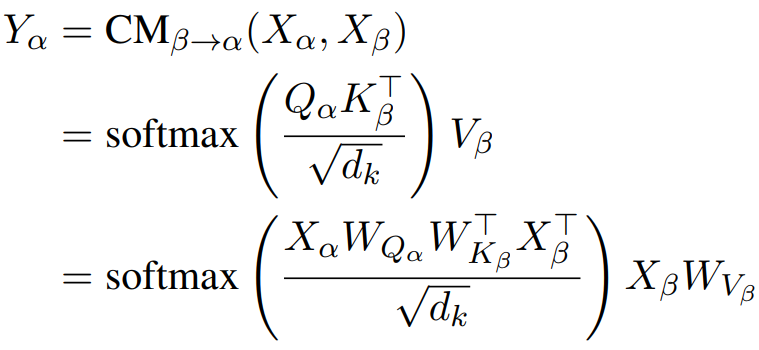 Y_α = CM_{β→α}(X_α, X_β)
= softmax ( Q_α K_β^⊤ / √d_k ) V_β
= softmax ( X_α W_{Q_α} W_{K_β}^⊤ X_β^⊤ / √d_k ) X_β W_{V_β}